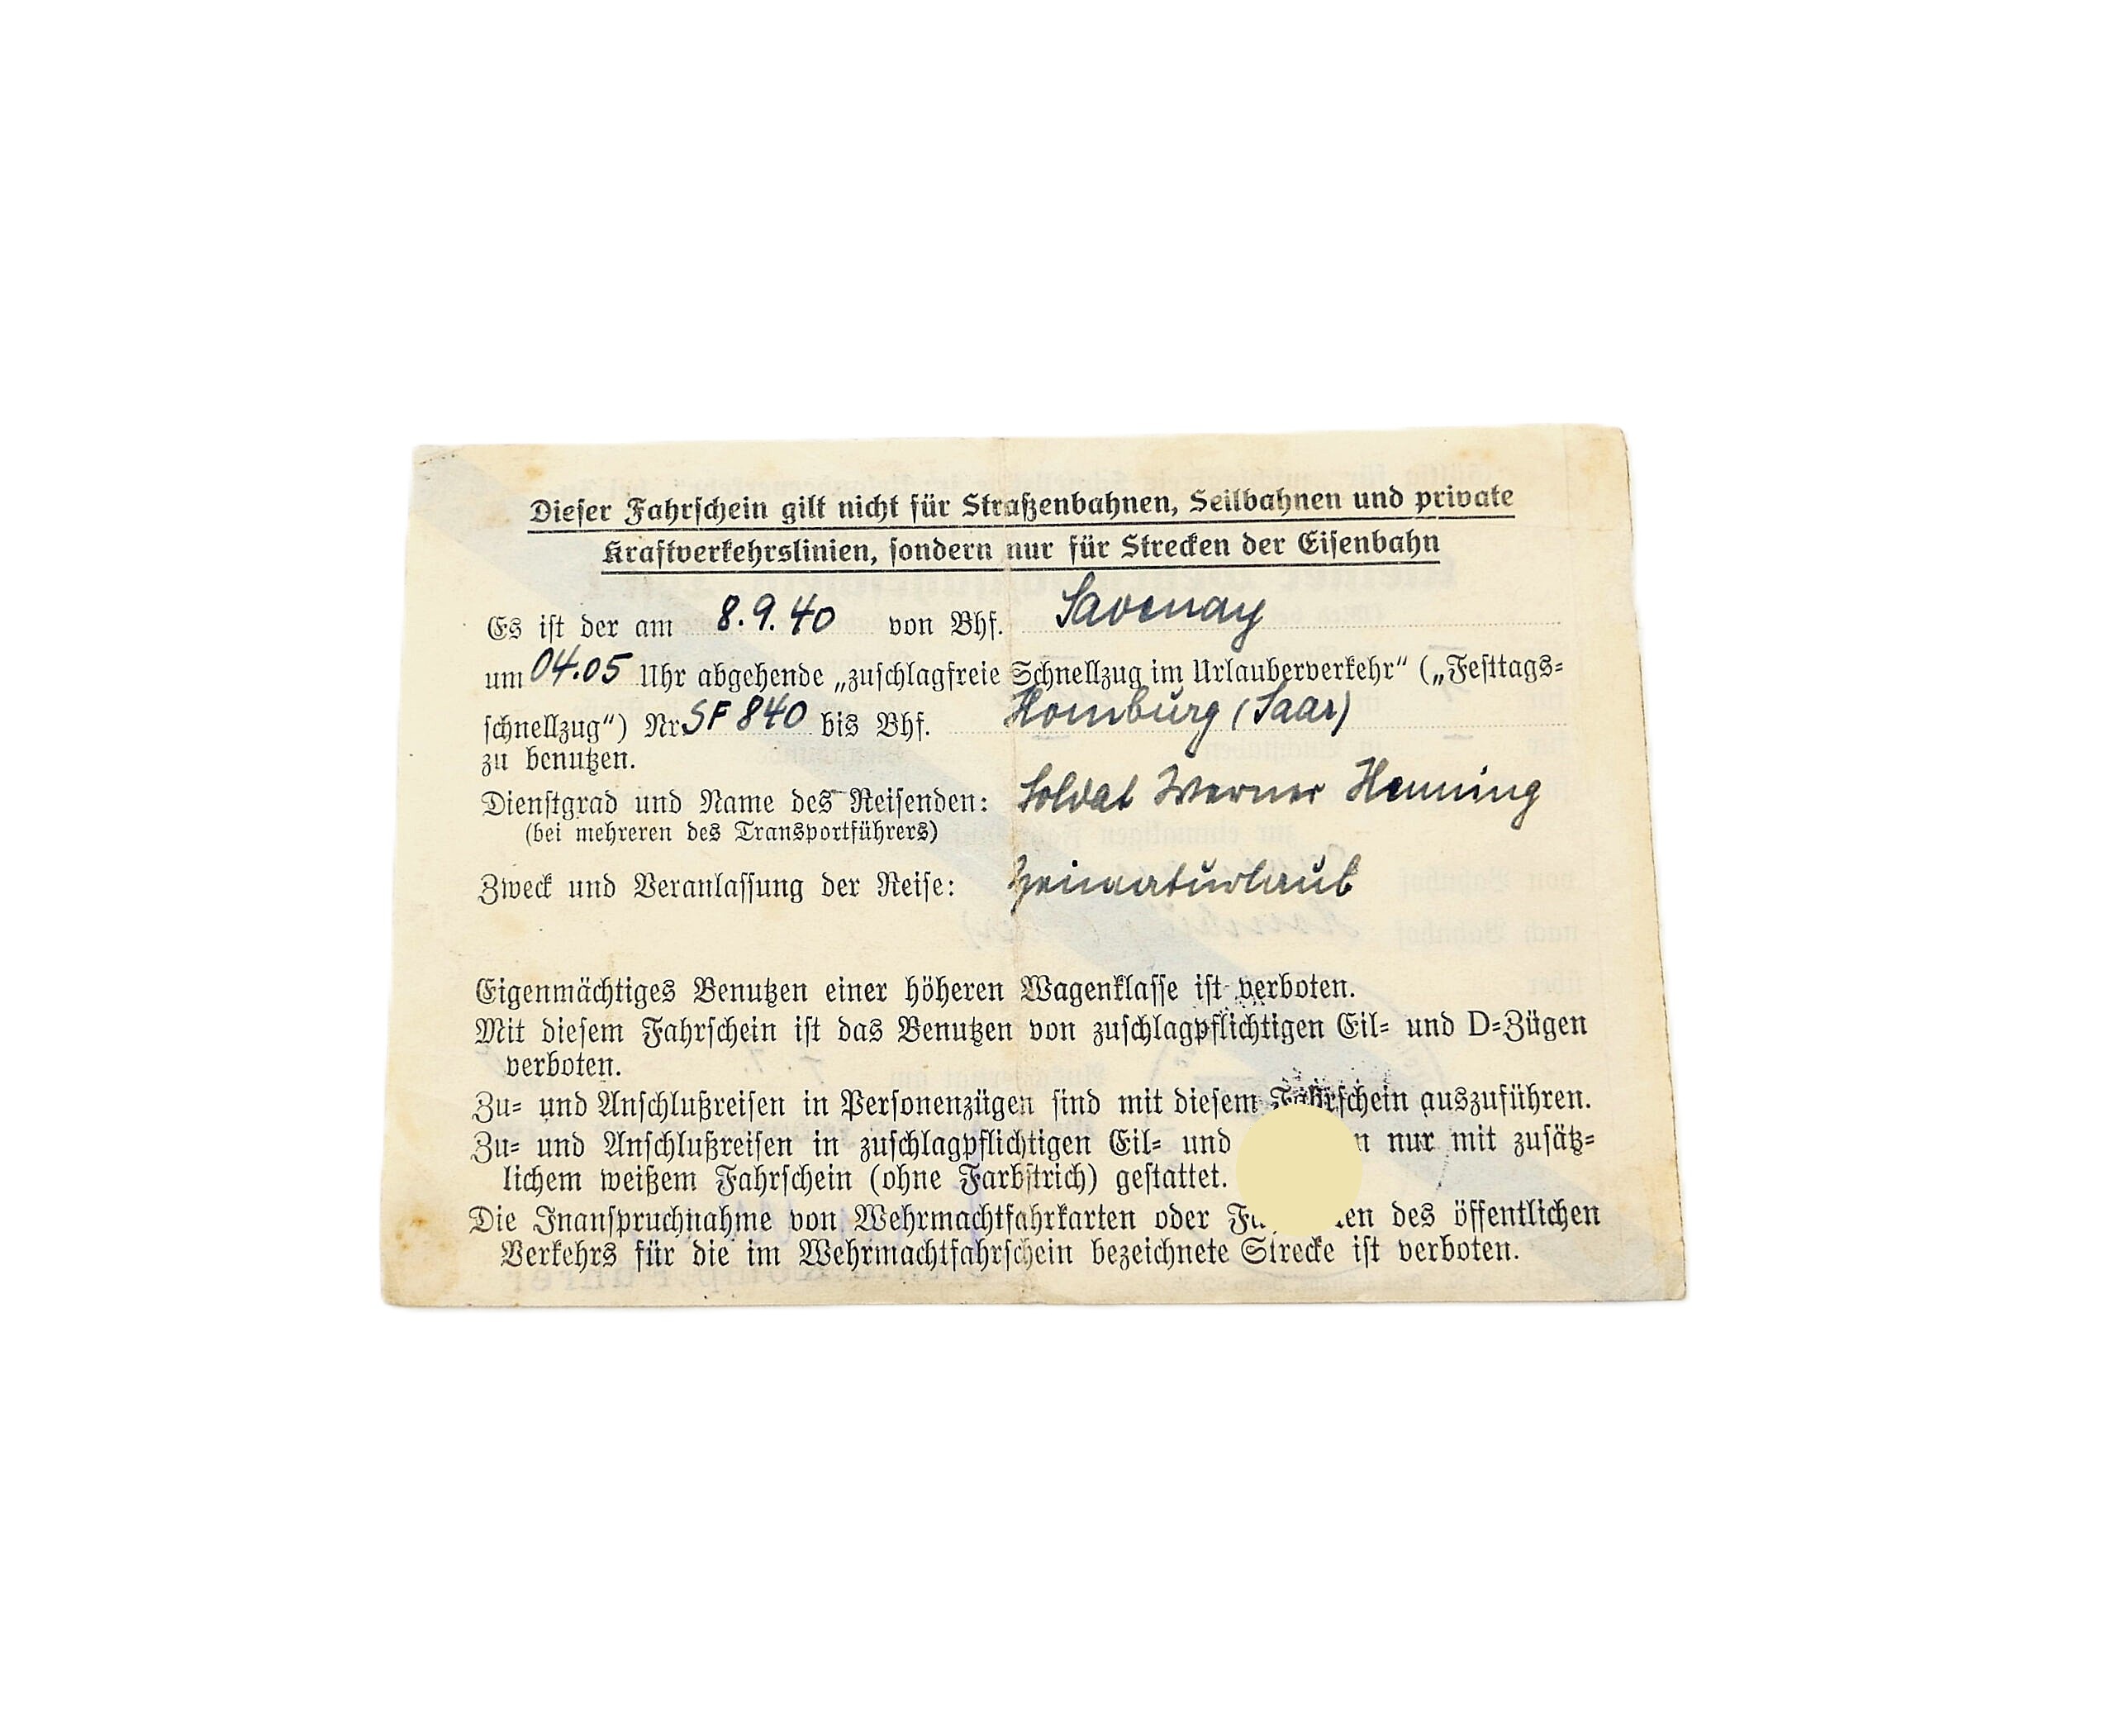 Dieser Fahrschein gilt nicht für Straßenbahnen, Seilbahnen und private
Kraftverkehrslinien, sondern nur für Strecken der Eisenbahn
Es ist der am 8.9.40 von Bhf. Savenay
um 04.05 Uhr abgehende „zuschlagfreie Schnellzug im Urlauberverkehr“ („Festtags-
schnellzug“) Nr. SF 840 bis Bhf. Homburg (Saar)
zu benutzen.
Dienstgrad und Name des Reisenden: Soldat Werner Henning
(bei mehreren des Transportführers)
Zweck und Veranlassung der Reise: Heimaturlaub
Eigenmächtiges Benutzen einer höheren Wagenklasse ist verboten.
Mit diesem Fahrschein ist das Benutzen von zuschlagpflichtigen Eil- und D-Zügen
verboten.
Zu- und Anschlußreisen in Personenzügen sind mit diesem Fahrschein auszuführen.
Zu- und Anschlußreisen in zuschlagpflichtigen Eil- und nur mit zusätz-
lichem weißem Fahrschein (ohne Farbstrich) gestattet.
Die Inanspruchnahme von Wehrmachtfahrkarten oder des öffentlichen
Verkehrs für die im Wehrmachtfahrschein bezeichnete Strecke ist verboten.